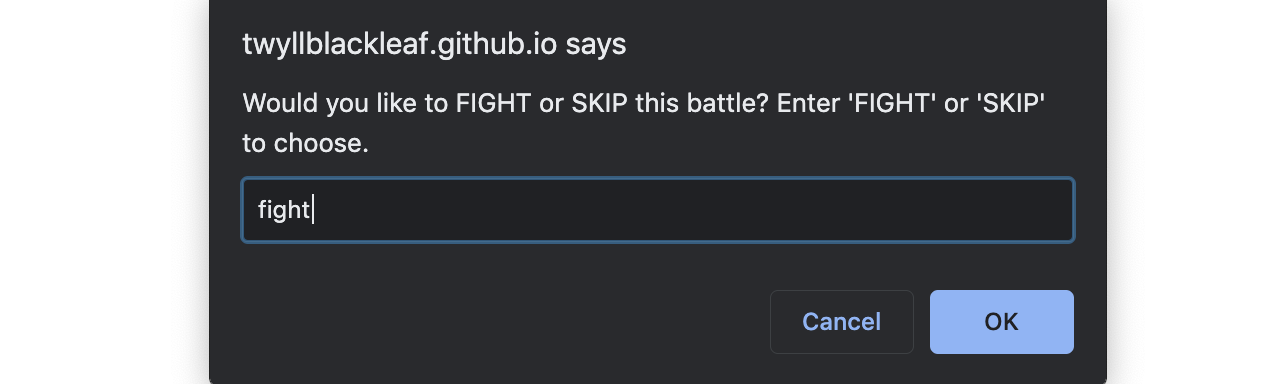 twyllblackleaf.github.io says
Would you like to FIGHT or SKIP this battle? Enter 'FIGHT' or 'SKIP'
to choose.
fight
Cancel
OK